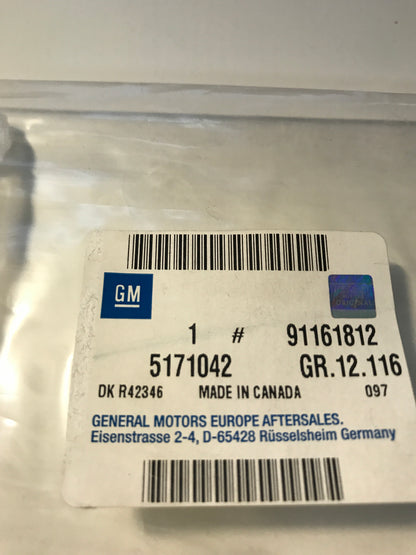 GM
ORIGINAL
1 # 91161812
5171042 GR.12.116
DK R42346 MADE IN CANADA 097
GENERAL MOTORS EUROPE AFTERSALES.
Eisenstrasse 2-4, D-65428 Rüsselsheim Germany